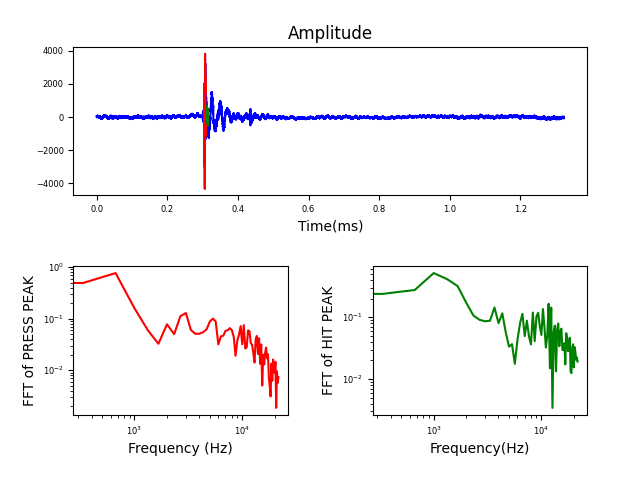 Amplitude
4000
2000
0
−2000
−4000
0.0 0.2 0.4 0.6 0.8 1.0 1.2
Time(ms)
FFT of PRESS PEAK
10⁰
10⁻¹
10⁻²
10³ 10⁴
Frequency (Hz)
FFT of HIT PEAK
10⁻¹
10⁻²
10³ 10⁴
Frequency(Hz)